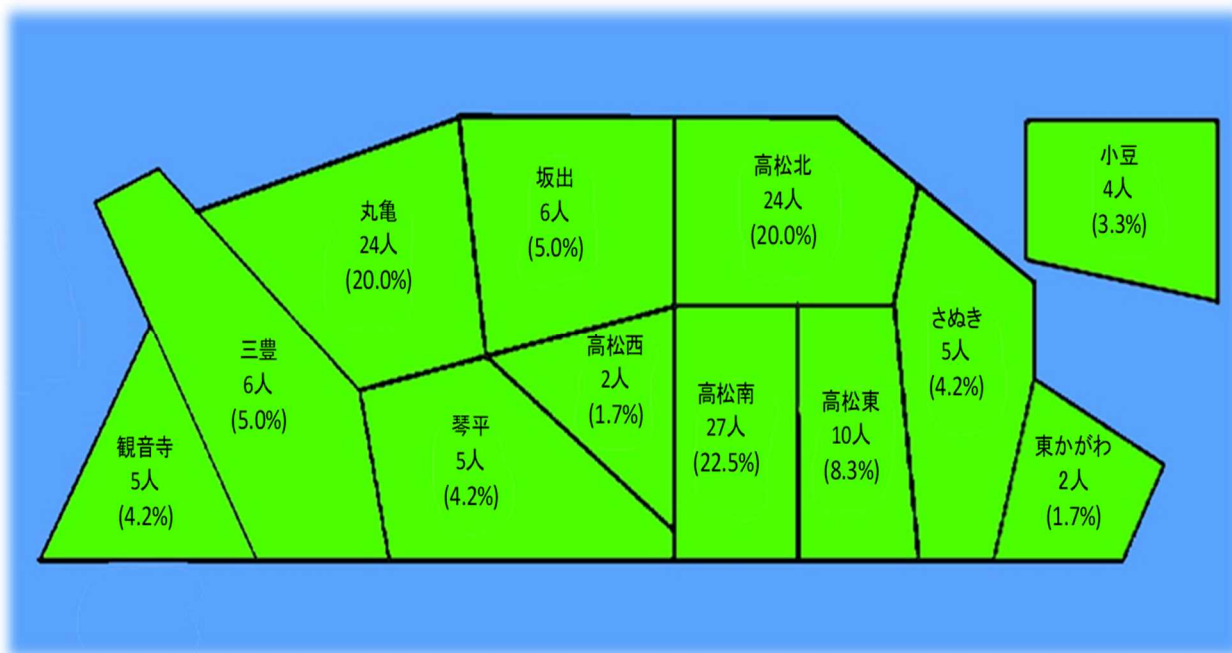 小豆
4人
(3.3%)
高松北
24人
(20.0%)
坂出
6人
(5.0%)
丸亀
24人
(20.0%)
さぬき
5人
(4.2%)
高松西
2人
(1.7%)
三豊
6人
(5.0%)
高松南
27人
(22.5%)
高松東
10人
(8.3%)
琴平
5人
(4.2%)
観音寺
5人
(4.2%)
東かがわ
2人
(1.7%)